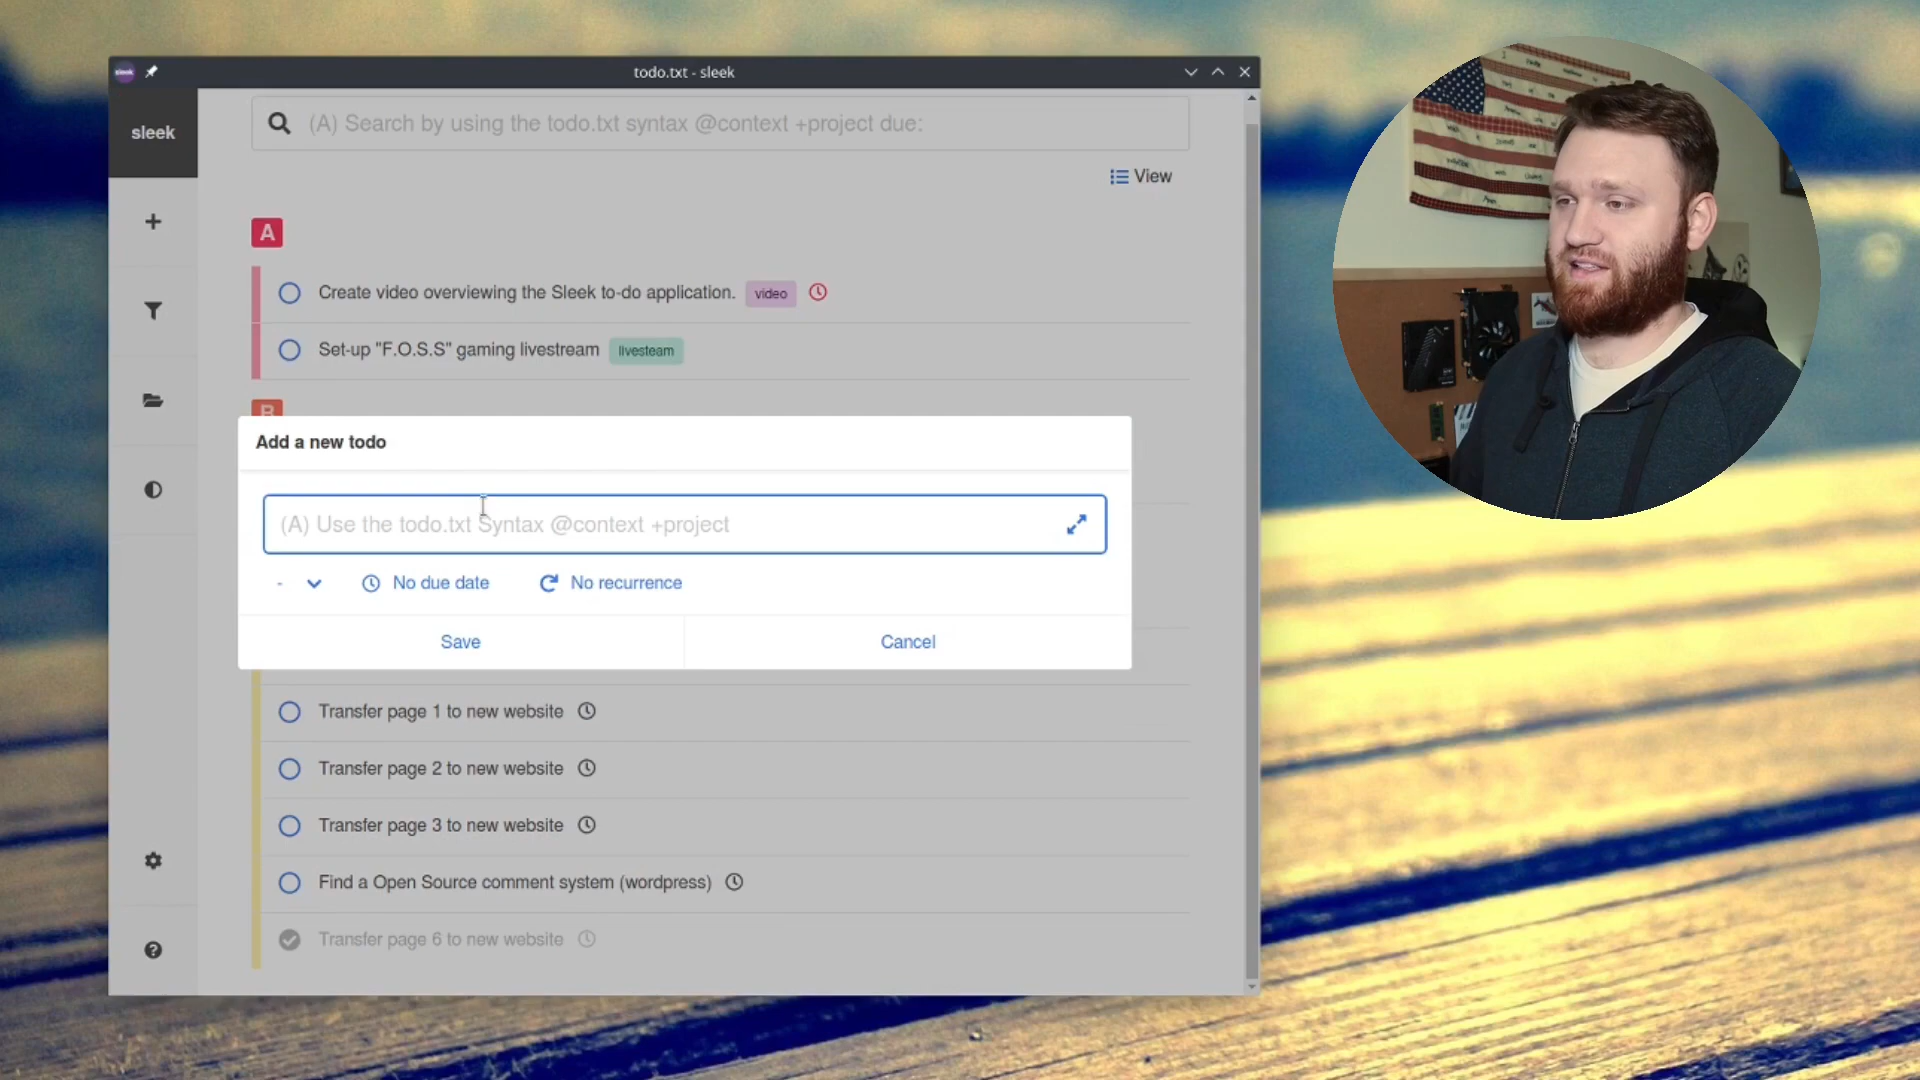 sleek
todo.txt - sleek
sleek
(A) Search by using the todo.txt syntax @context +project due:
View
A
Create video overviewing the Sleek to-do application. video
Set-up "F.O.S.S" gaming livestream livesteam
B
Add a new todo
(A) Use the todo.txt Syntax @context +project
- No due date No recurrence
Save Cancel
Transfer page 1 to new website
Transfer page 2 to new website
Transfer page 3 to new website
Find a Open Source comment system (wordpress)
Transfer page 6 to new website